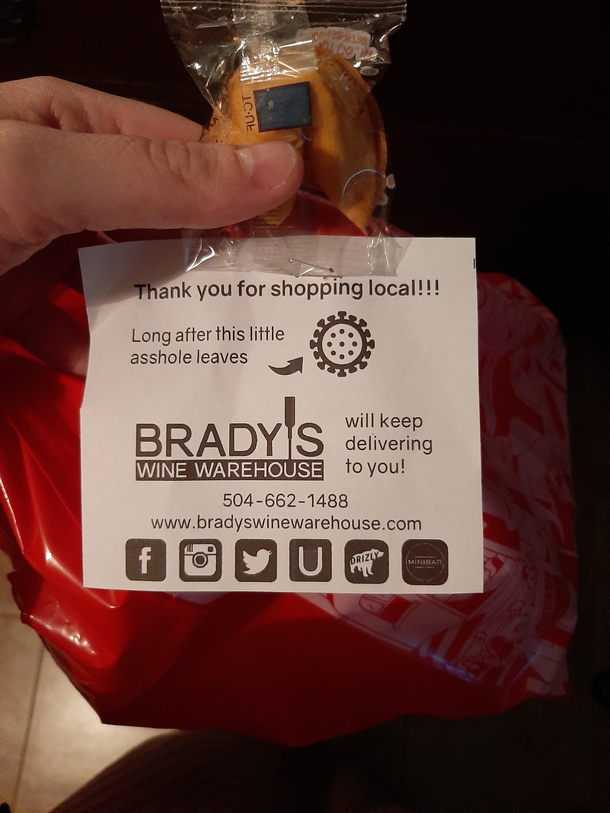 Thank you for shopping local!!!
Long after this little
asshole leaves
BRADY'S
WINE WAREHOUSE
will keep
delivering
to you!
504-662-1488
www.bradyswinewarehouse.com
f
U
DRIZLY
MINIBAR